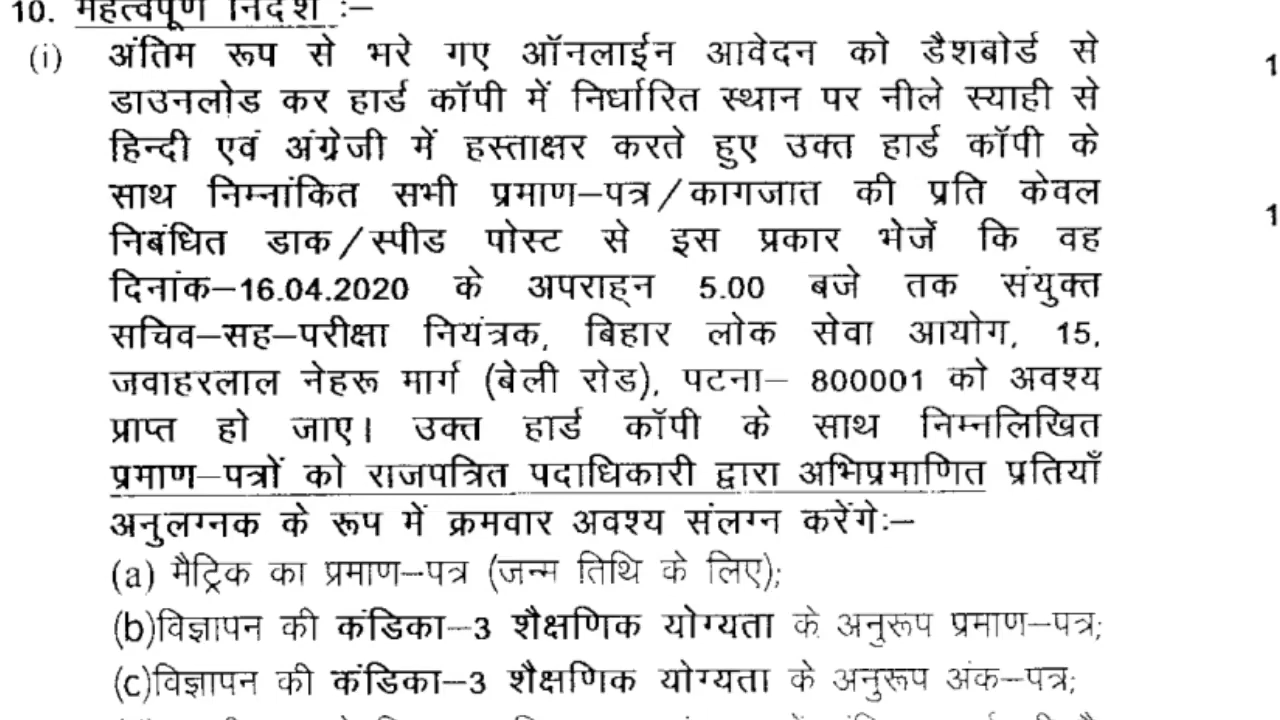 10. महत्वपूर्ण निदेश :–
(i) अंतिम रूप से भरे गए ऑनलाईन आवेदन को डैशबोर्ड से
1
डाउनलोड कर हार्ड कॉपी में निर्धारित स्थान पर नीले स्याही से
हिन्दी एवं अंग्रेजी में हस्ताक्षर करते हुए उक्त हार्ड कॉपी के
साथ निम्नांकित सभी प्रमाण–पत्र/कागजात की प्रति केवल
1
निबंधित डाक/स्पीड पोस्ट से इस प्रकार भेजें कि वह
दिनांक–16.04.2020 के अपराह्न 5.00 बजे तक संयुक्त
सचिव–सह–परीक्षा नियंत्रक, बिहार लोक सेवा आयोग, 15,
जवाहरलाल नेहरू मार्ग (बेली रोड), पटना– 800001 को अवश्य
प्राप्त हो जाए। उक्त हार्ड कॉपी के साथ निम्नलिखित
प्रमाण–पत्रों को राजपत्रित पदाधिकारी द्वारा अभिप्रमाणित प्रतियाँ
अनुलग्नक के रूप में क्रमवार अवश्य संलग्न करेंगे:–
(a) मैट्रिक का प्रमाण–पत्र (जन्म तिथि के लिए);
(b)विज्ञापन की कंडिका–3 शैक्षणिक योग्यता के अनुरूप प्रमाण–पत्र;
(c)विज्ञापन की कंडिका–3 शैक्षणिक योग्यता के अनुरूप अंक–पत्र;